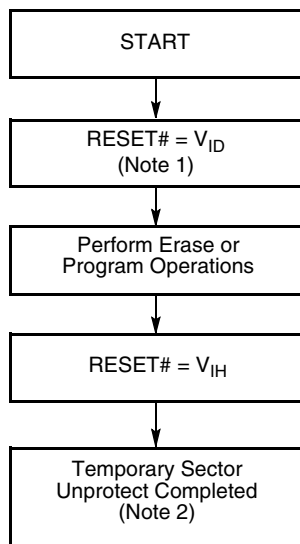 START
RESET# = VID
(Note 1)
Perform Erase or
Program Operations
RESET# = VIH
Temporary Sector
Unprotect Completed
(Note 2)